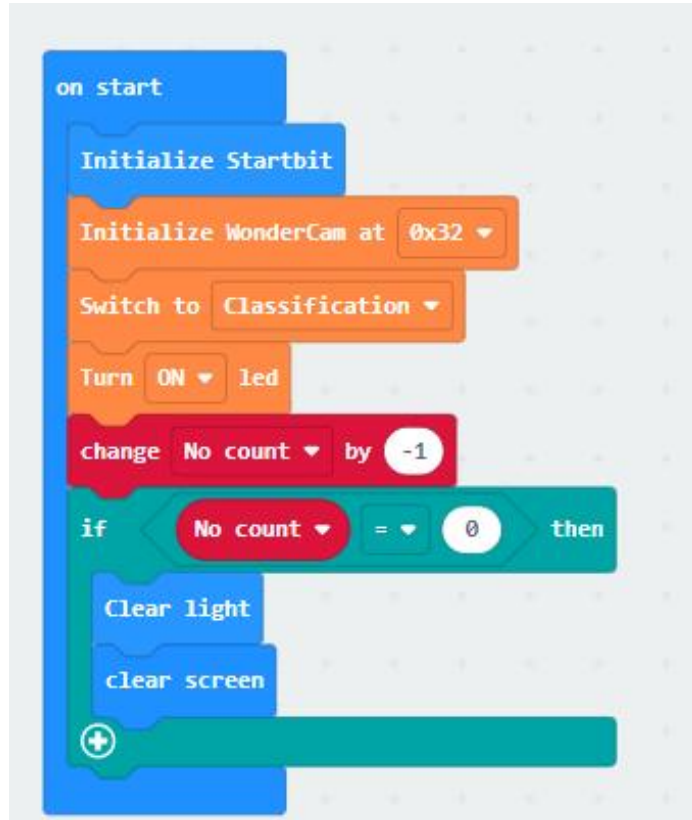 on start
Initialize Startbit
Initialize WonderCam at 0x32
Switch to Classification
Turn ON led
change No count by -1
if No count = 0 then
Clear light
clear screen